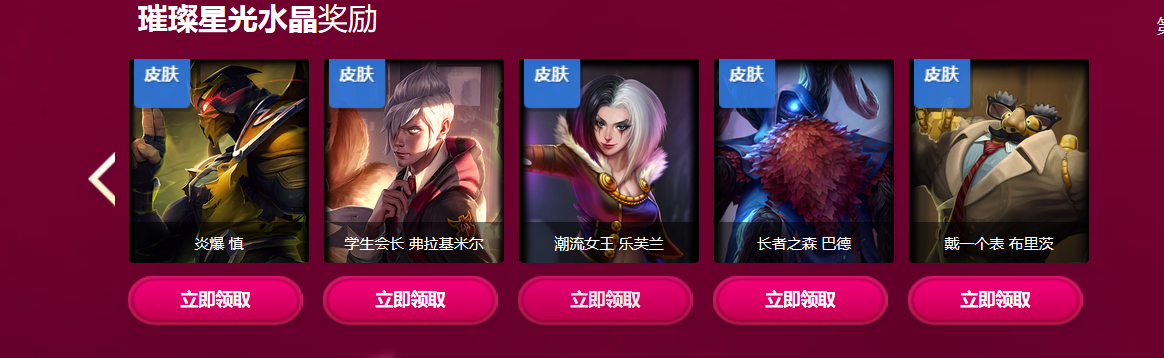 璀璨星光水晶奖励
第
皮肤
皮肤
皮肤
皮肤
皮肤
炎爆 慎
学生会长 弗拉基米尔
潮流女王 乐芙兰
长者之森 巴德
戴一个表 布里茨
立即领取
立即领取
立即领取
立即领取
立即领取